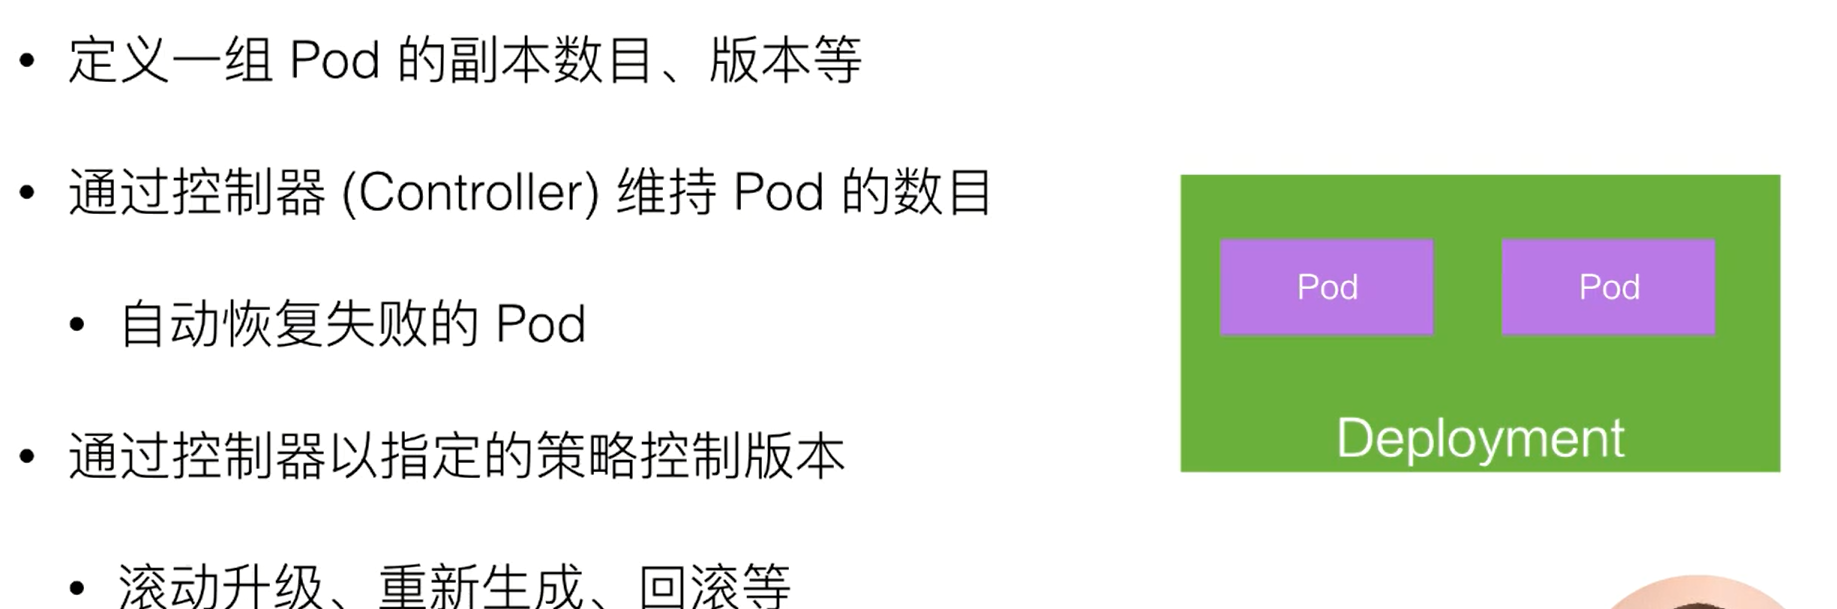 • 定义一组 Pod 的副本数目、版本等
• 通过控制器 (Controller) 维持 Pod 的数目
• 自动恢复失败的 Pod
• 通过控制器以指定的策略控制版本
• 滚动升级、重新生成、回滚等
Pod
Pod
Deployment